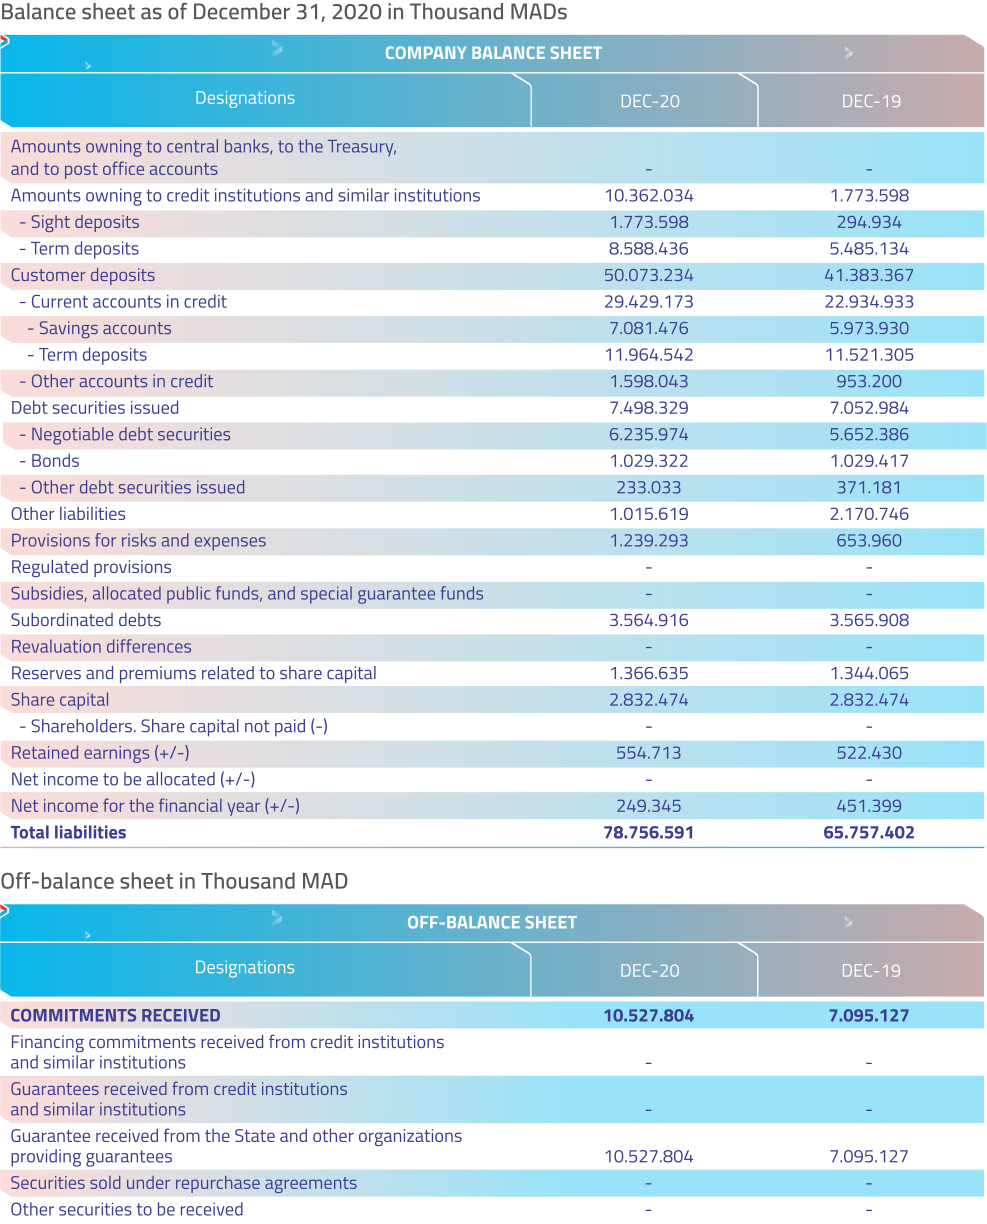 Balance sheet as of December 31, 2020 in Thousand MADs
COMPANY BALANCE SHEET
Designations DEC-20 DEC-19
Amounts owning to central banks, to the Treasury,
and to post office accounts - -
Amounts owning to credit institutions and similar institutions 10.362.034 1.773.598
- Sight deposits 1.773.598 294.934
- Term deposits 8.588.436 5.485.134
Customer deposits 50.073.234 41.383.367
- Current accounts in credit 29.429.173 22.934.933
- Savings accounts 7.081.476 5.973.930
- Term deposits 11.964.542 11.521.305
- Other accounts in credit 1.598.043 953.200
Debt securities issued 7.498.329 7.052.984
- Negotiable debt securities 6.235.974 5.652.386
- Bonds 1.029.322 1.029.417
- Other debt securities issued 233.033 371.181
Other liabilities 1.015.619 2.170.746
Provisions for risks and expenses 1.239.293 653.960
Regulated provisions - -
Subsidies, allocated public funds, and special guarantee funds - -
Subordinated debts 3.564.916 3.565.908
Revaluation differences - -
Reserves and premiums related to share capital 1.366.635 1.344.065
Share capital 2.832.474 2.832.474
- Shareholders. Share capital not paid (-) - -
Retained earnings (+/-) 554.713 522.430
Net income to be allocated (+/-) - -
Net income for the financial year (+/-) 249.345 451.399
Total liabilities 78.756.591 65.757.402
Off-balance sheet in Thousand MAD
OFF-BALANCE SHEET
Designations DEC-20 DEC-19
COMMITMENTS RECEIVED 10.527.804 7.095.127
Financing commitments received from credit institutions
and similar institutions - -
Guarantees received from credit institutions
and similar institutions - -
Guarantee received from the State and other organizations
providing guarantees 10.527.804 7.095.127
Securities sold under repurchase agreements - -
Other securities to be received - -